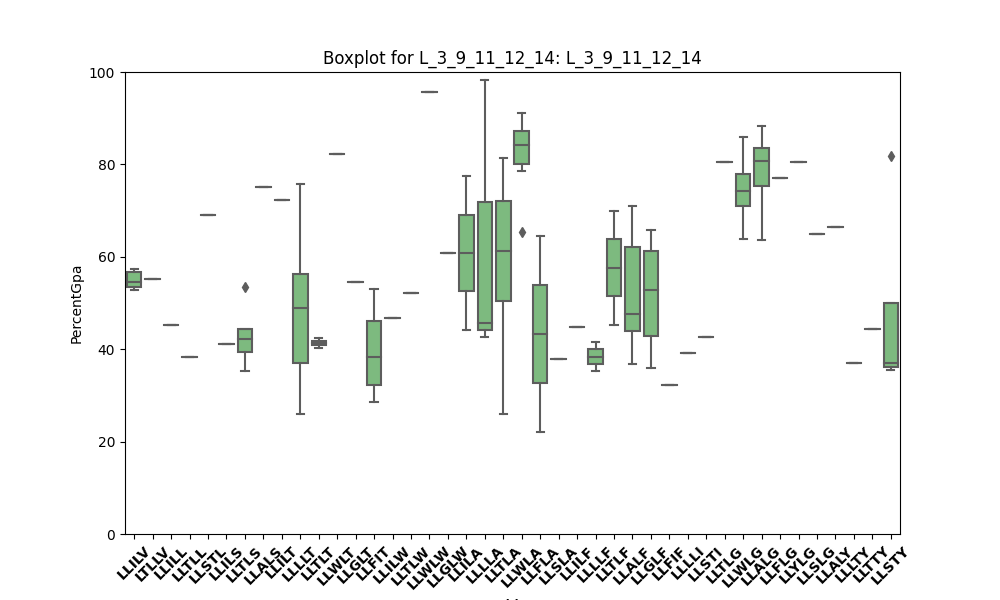 Boxplot for L_3_9_11_12_14: L_3_9_11_12_14
PercentGpa
100
80
60
40
20
0
LLILV
LTLLV
LLILL
LLTLL
LLSTL
LLILS
LLTLS
LLALS
LLILT
LLLLT
LLTLT
LLWLT
LLGLT
LLFIT
LLILW
LLTLW
LLWLW
LLGLW
LLILA
LLLLA
LLTLA
LLWLA
LLFLA
LLSLA
LLILF
LLLLF
LLTLF
LLALF
LLGLF
LLFIF
LLLLI
LLSTI
LLTLG
LLWLG
LLALG
LLFLG
LLYLG
LLSLG
LLALY
LLLTY
LLTTY
LLSTY